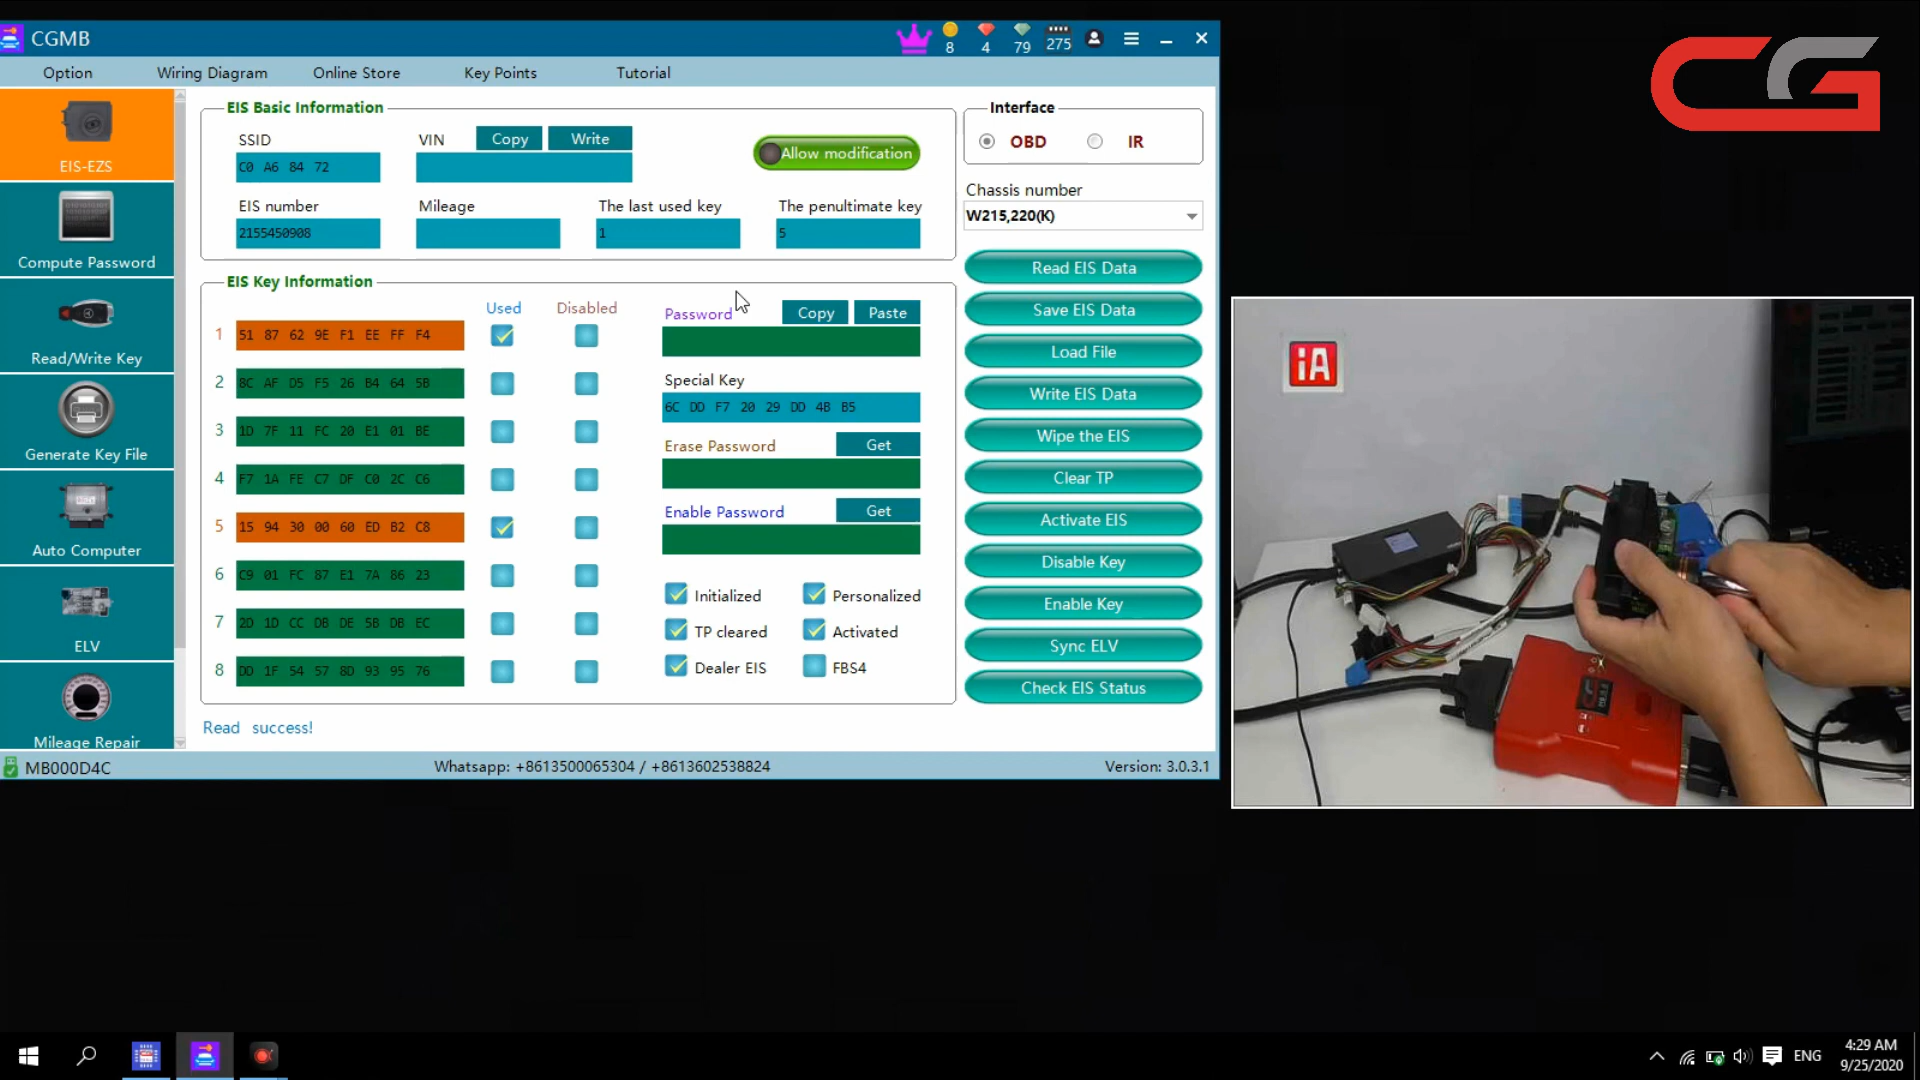 CGMB
8
4
79
275
Option
Wiring Diagram
Online Store
Key Points
Tutorial
EIS-EZS
Compute Password
Read/Write Key
Generate Key File
Auto Computer
ELV
Mileage Repair
EIS Basic Information
SSID
C0 A6 84 72
VIN
Copy
Write
Allow modification
EIS number
2155450908
Mileage
The last used key
1
The penultimate key
5
EIS Key Information
Used
Disabled
1 51 87 62 9E F1 EE FF F4
2 8C AF D5 F5 26 B4 64 5B
3 1D 7F 11 FC 20 E1 01 BE
4 F7 1A FE C7 DF C0 2C C6
5 15 94 30 00 60 ED B2 C8
6 C9 01 FC 87 E1 7A 86 23
7 2D 1D CC DB DE 5B DB EC
8 DD 1F 54 57 8D 93 95 76
Password
Copy
Paste
Special Key
6C DD F7 20 29 DD 4B B5
Erase Password
Get
Enable Password
Get
Initialized
Personalized
TP cleared
Activated
Dealer EIS
FBS4
Interface
OBD
IR
Chassis number
W215,220(K)
Read EIS Data
Save EIS Data
Load File
Write EIS Data
Wipe the EIS
Clear TP
Activate EIS
Disable Key
Enable Key
Sync ELV
Check EIS Status
Read success!
MB000D4C
Whatsapp: +8613500065304 / +8613602538824
Version: 3.0.3.1
CG
iA
ENG
4:29 AM
9/25/2020